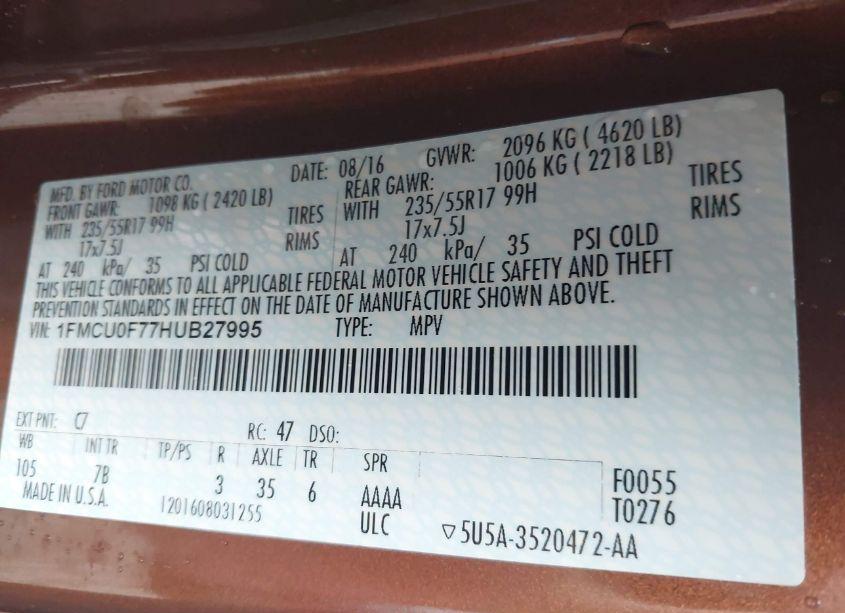 MFD. BY FORD MOTOR CO. DATE: 08/16 GVWR: 2096 KG ( 4620 LB)
FRONT GAWR: 1098 KG ( 2420 LB) REAR GAWR: 1006 KG ( 2218 LB)
WITH 235/55R17 99H TIRES WITH 235/55R17 99H TIRES
17x7.5J RIMS 17x7.5J RIMS
AT 240 kPa/ 35 PSI COLD AT 240 kPa/ 35 PSI COLD
THIS VEHICLE CONFORMS TO ALL APPLICABLE FEDERAL MOTOR VEHICLE SAFETY AND THEFT
PREVENTION STANDARDS IN EFFECT ON THE DATE OF MANUFACTURE SHOWN ABOVE.
VIN: 1FMCU0F77HUB27995 TYPE: MPV
EXT PNT: C7 RC: 47 DSO:
WB INT TR TP/PS R AXLE TR SPR
105 7B 3 35 6 AAAA F0055
MADE IN U.S.A. 1201608031255 ULC T0276
▽5U5A-3520472-AA